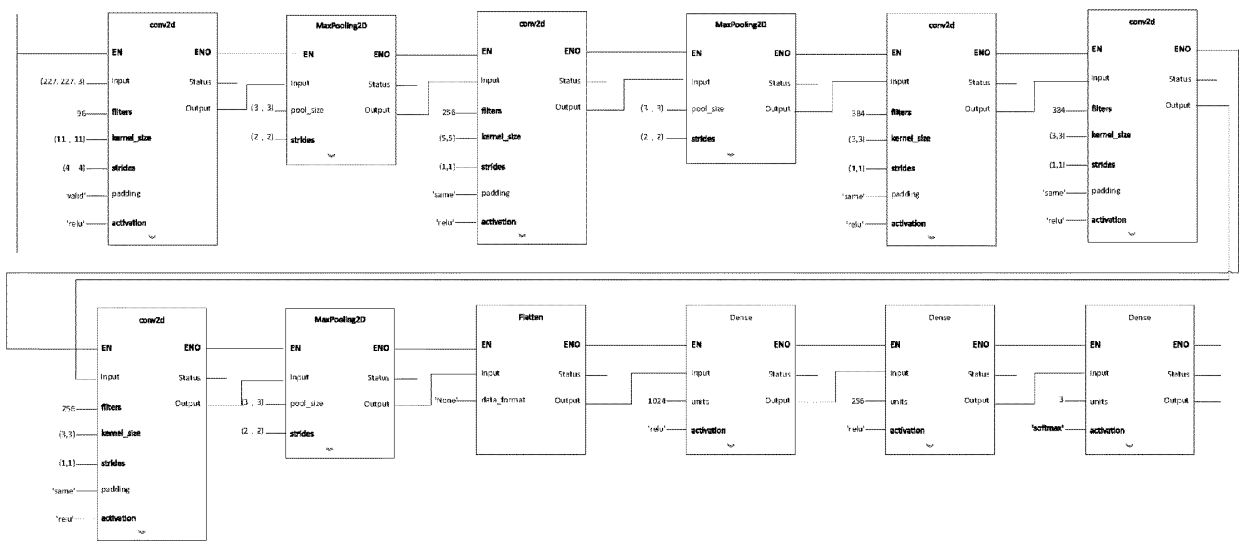 conv2d
EN ENO
(227, 227, 3) Input Status
Output
96 filters
(11 , 11) kernel_size
(4 4) strides
'valid' padding
'relu' activation
MaxPooling2D
EN ENO
Input Status
(3 , 3) pool_size Output
(2 , 2) strides
conv2d
EN ENO
Input Status
256 filters Output
(5,5) kernel_size
(1,1) strides
'same' padding
'relu' activation
MaxPooling2D
EN ENO
Input Status
(3 , 3) pool_size Output
(2 , 2) strides
conv2d
EN ENO
Input Status
384 filters Output
(3,3) kernel_size
(1,1) strides
'same' padding
'relu' activation
conv2d
EN ENO
Input Status
384 filters Output
(3,3) kernel_size
(1,1) strides
'same' padding
'relu' activation
conv2d
EN ENO
Input Status
256 filters Output
(3,3) kernel_size
(1,1) strides
'same' padding
'relu' activation
MaxPooling2D
EN ENO
Input Status
(3 , 3) pool_size Output
(2 , 2) strides
Flatten
EN ENO
Input Status
'None' data_format Output
Dense
EN ENO
Input Status
1024 units Output
'relu' activation
Dense
EN ENO
Input Status
256 units Output
'relu' activation
Dense
EN ENO
Input Status
3 units Output
'softmax' activation